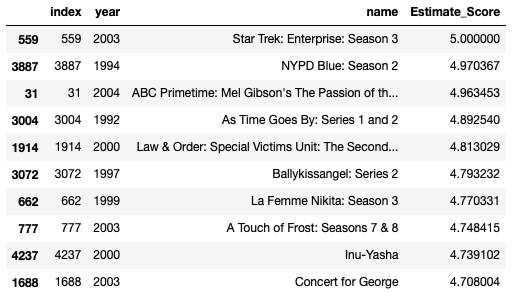 index year name Estimate_Score
559 559 2003 Star Trek: Enterprise: Season 3 5.000000
3887 3887 1994 NYPD Blue: Season 2 4.970367
31 31 2004 ABC Primetime: Mel Gibson's The Passion of th... 4.963453
3004 3004 1992 As Time Goes By: Series 1 and 2 4.892540
1914 1914 2000 Law & Order: Special Victims Unit: The Second... 4.813029
3072 3072 1997 Ballykissangel: Series 2 4.793232
662 662 1999 La Femme Nikita: Season 3 4.770331
777 777 2003 A Touch of Frost: Seasons 7 & 8 4.748415
4237 4237 2000 Inu-Yasha 4.739102
1688 1688 2003 Concert for George 4.708004